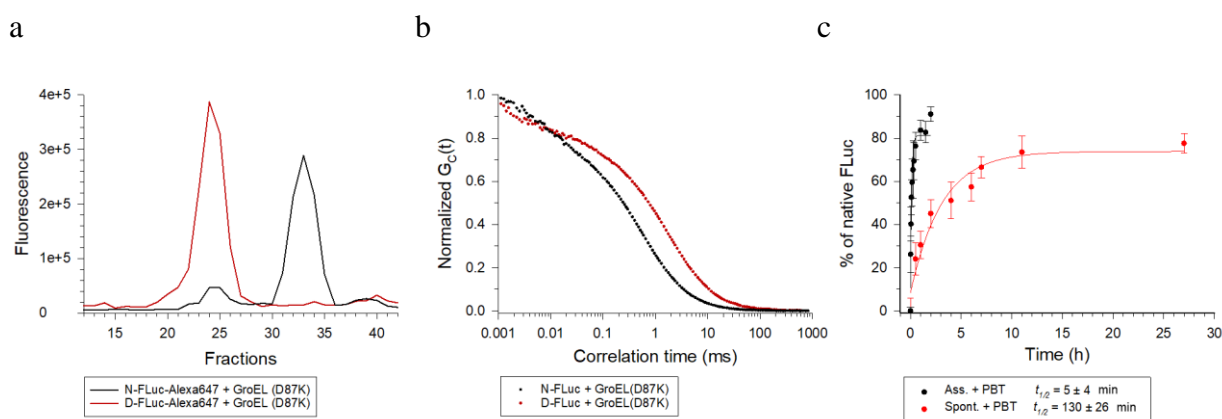 a
b
c
Fluorescence
4e+5
3e+5
2e+5
1e+5
0
15 20 25 30 35 40
Fractions
N-FLuc-Alexa647 + GroEL (D87K)
D-FLuc-Alexa647 + GroEL (D87K)
Normalized G_C(t)
1.0
0.8
0.6
0.4
0.2
0.0
0.001 0.01 0.1 1 10 100 1000
Correlation time (ms)
N-FLuc + GroEL(D87K)
D-FLuc + GroEL(D87K)
% of native FLuc
100
80
60
40
20
0
0 5 10 15 20 25 30
Time (h)
Ass. + PBT t1/2 = 5 ± 4 min
Spont. + PBT t1/2 = 130 ± 26 min